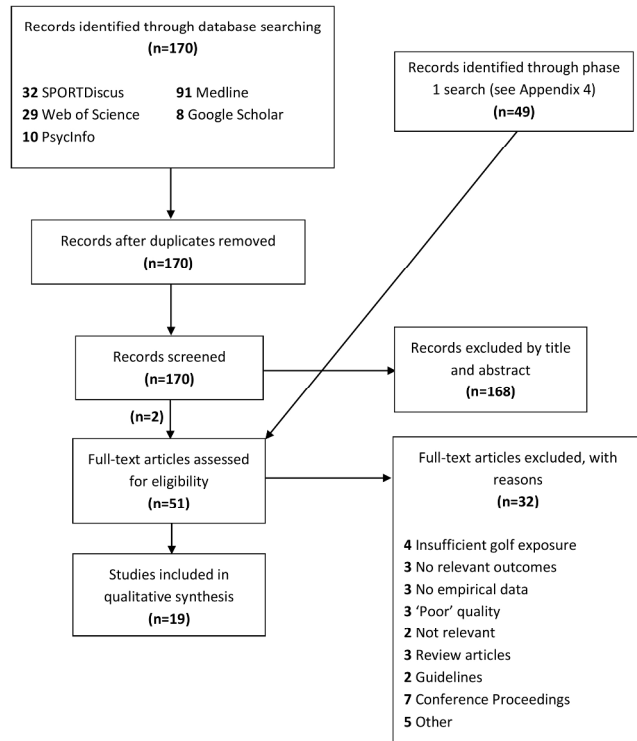 Records identified through database searching
(n=170)
32 SPORTDiscus 91 Medline
29 Web of Science 8 Google Scholar
10 PsycInfo
Records identified through phase
1 search (see Appendix 4)
(n=49)
Records after duplicates removed
(n=170)
Records screened
(n=170)
Records excluded by title
and abstract
(n=168)
(n=2)
Full-text articles assessed
for eligibility
(n=51)
Full-text articles excluded, with
reasons
(n=32)
4 Insufficient golf exposure
3 No relevant outcomes
3 No empirical data
3 ‘Poor’ quality
2 Not relevant
3 Review articles
2 Guidelines
7 Conference Proceedings
5 Other
Studies included in
qualitative synthesis
(n=19)